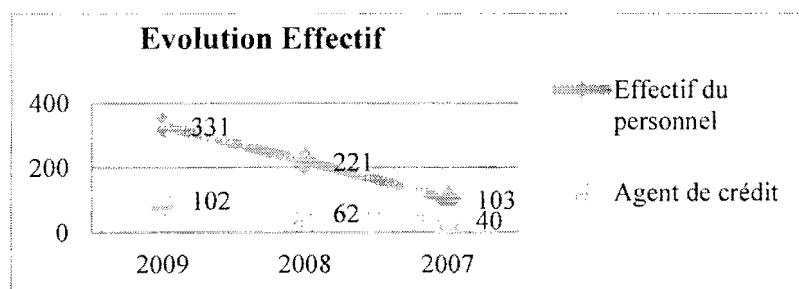 Evolution Effectif
400
200
0
331
221
103
102
62
40
2009 2008 2007
Effectif du
personnel
Agent de crédit